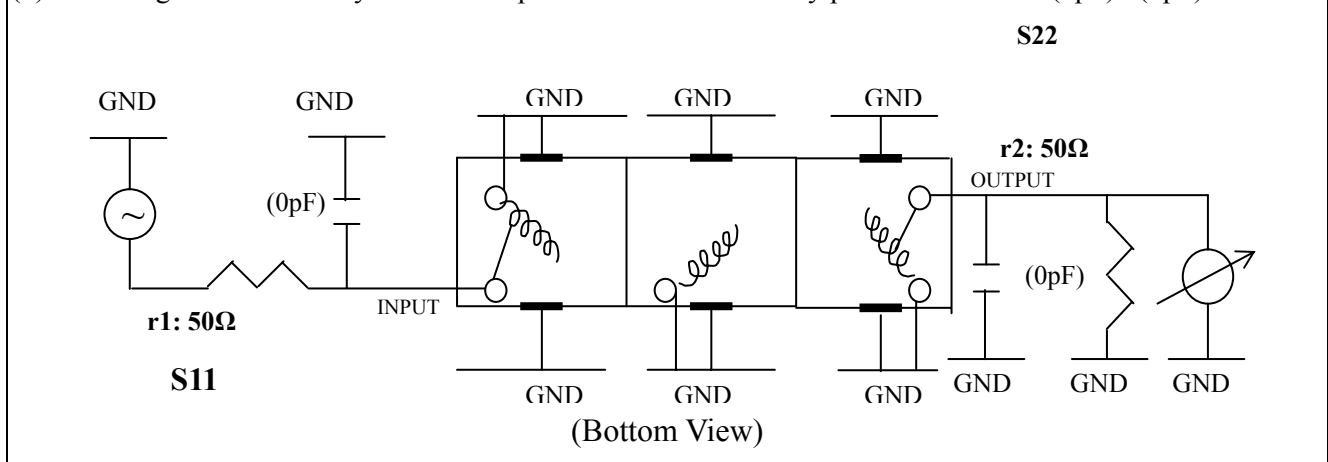 S22
GND GND GND GND GND
r2: 50Ω
OUTPUT
(0pF)
~
(0pF)
INPUT
r1: 50Ω
S11
GND GND GND GND GND GND
(Bottom View)